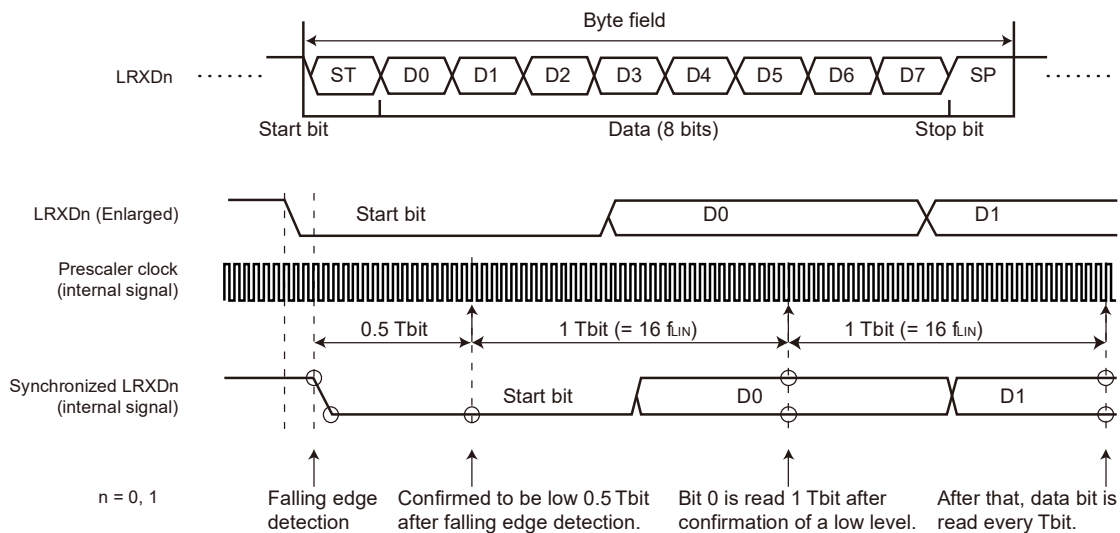 Byte field
LRXDn
ST D0 D1 D2 D3 D4 D5 D6 D7 SP
Start bit Data (8 bits) Stop bit
LRXDn (Enlarged)
Start bit D0 D1
Prescaler clock
(internal signal)
0.5 Tbit 1 Tbit (= 16 fLIN) 1 Tbit (= 16 fLIN)
Synchronized LRXDn
(internal signal)
Start bit D0 D1
n = 0, 1
Falling edge
detection
Confirmed to be low 0.5 Tbit
after falling edge detection.
Bit 0 is read 1 Tbit after
confirmation of a low level.
After that, data bit is
read every Tbit.